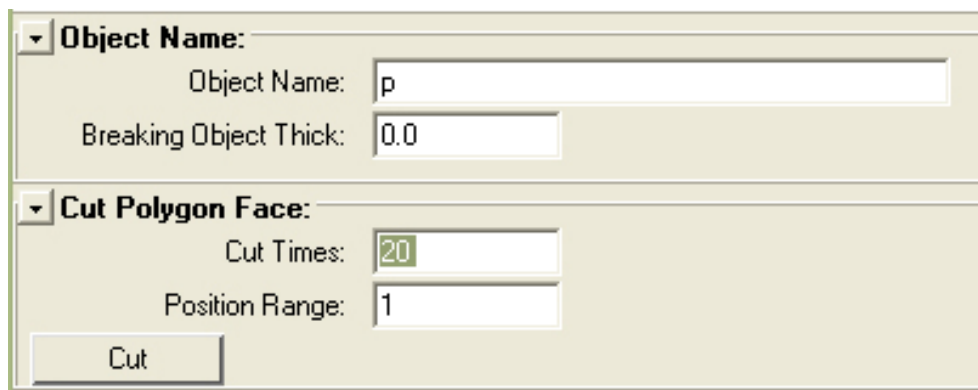 Object Name:
Object Name: p
Breaking Object Thick: 0.0
Cut Polygon Face:
Cut Times: 20
Position Range: 1
Cut